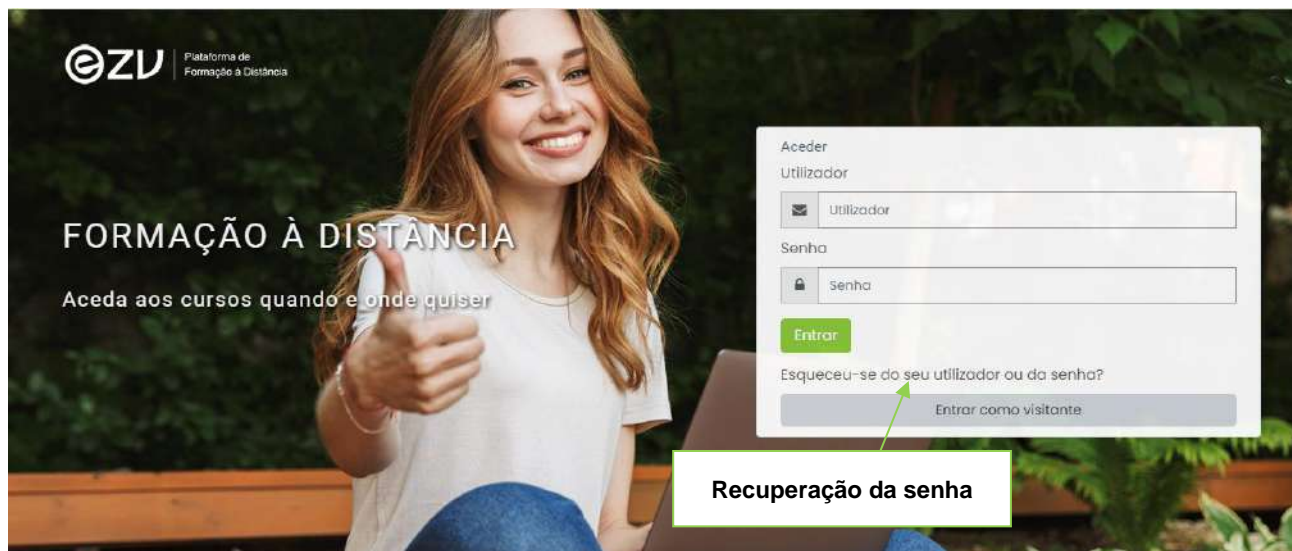 ezv
Plataforma de
Formação à Distância
FORMAÇÃO À DISTÂNCIA
Aceda aos cursos quando e onde quiser
Aceder
Utilizador
Utilizador
Senha
Senha
Entrar
Esqueceu-se do seu utilizador ou da senha?
Entrar como visitante
Recuperação da senha